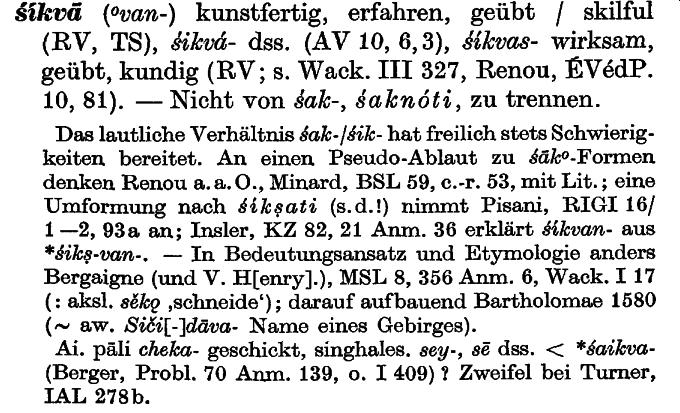 śíkvā (°van-) kunstfertig, erfahren, geübt / skilful
(RV, TS), śikvá- dss. (AV 10, 6,3), śíkvas- wirksam,
geübt, kundig (RV; s. Wack. III 327, Renou, ÉVédP.
10, 81). — Nicht von śak-, śaknóti, zu trennen.
Das lautliche Verhältnis śak-/śik- hat freilich stets Schwierig-
keiten bereitet. An einen Pseudo-Ablaut zu śāk°-Formen
denken Renou a. a. O., Minard, BSL 59, c.-r. 53, mit Lit.; eine
Umformung nach śíkṣati (s. d.!) nimmt Pisani, RIGI 16/
1—2, 93a an; Insler, KZ 82, 21 Anm. 36 erklärt śíkvan- aus
*śikṣ-van-. — In Bedeutungsansatz und Etymologie anders
Bergaigne (und V. H[enry].), MSL 8, 356 Anm. 6, Wack. I 17
(: aksl. sěkǫ ‚schneide‘); darauf aufbauend Bartholomae 1580
(~ aw. Siči[-]dāva- Name eines Gebirges).
Ai. pāli cheka- geschickt, singhales. sey-, sē dss. < *śaikva-
(Berger, Probl. 70 Anm. 139, o. I 409)? Zweifel bei Turner,
IAL 278b.